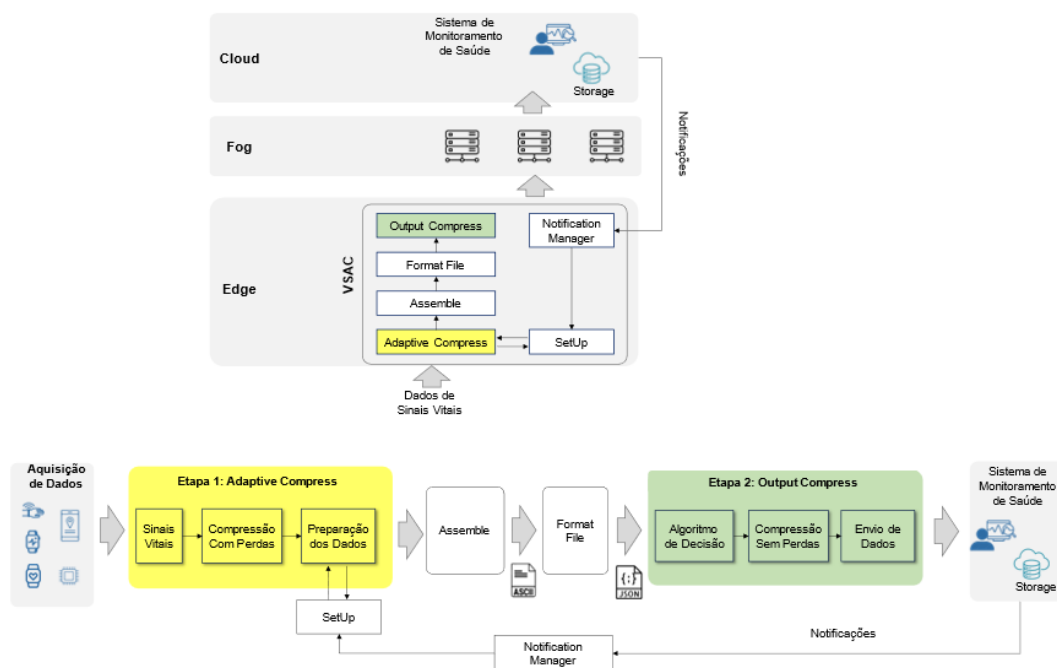 Sistema de
Monitoramento
de Saúde
Cloud
Storage
Notificações
Fog
Edge
VSAC
Output Compress
Notification
Manager
Format File
Assemble
Adaptive Compress
SetUp
Dados de
Sinais Vitais
Aquisição
de Dados
Etapa 1: Adaptive Compress
Sinais
Vitais
Compressão
Com Perdas
Preparação
dos Dados
SetUp
Assemble
ASCII
Format
File
{;}
JSON
Etapa 2: Output Compress
Algoritmo
de Decisão
Compressão
Sem Perdas
Envio de
Dados
Sistema de
Monitoramento
de Saúde
Storage
Notificações
Notification
Manager